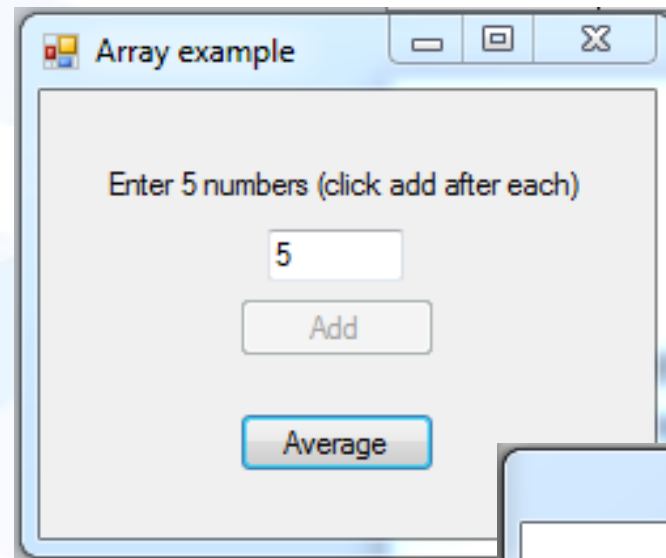 Array example
Enter 5 numbers (click add after each)
5
Add
Average